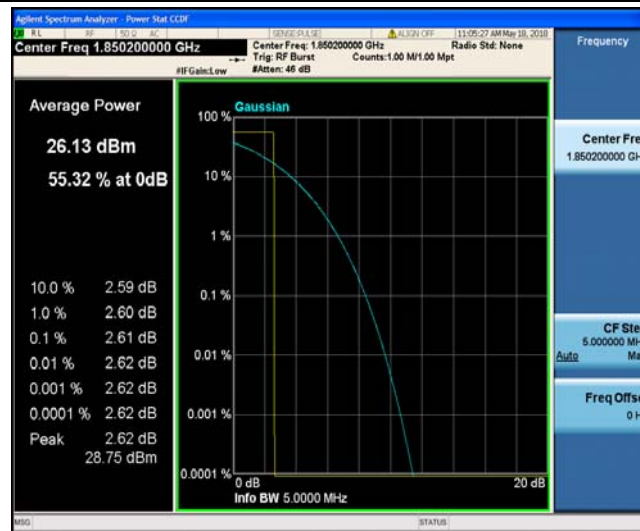 Agilent Spectrum Analyzer - Power Stat CCDF
RL RF 50 Ω AC SENSE:PULSE ALIGN OFF 11:05:27 AM May 18, 2018
Center Freq 1.850200000 GHz
Center Freq: 1.850200000 GHz Radio Std: None
Trig: RF Burst Counts:1.00 M/1.00 Mpt
#IFGain:Low #Atten: 46 dB
Frequency
Average Power
26.13 dBm
55.32 % at 0dB
10.0 % 2.59 dB
1.0 % 2.60 dB
0.1 % 2.61 dB
0.01 % 2.62 dB
0.001 % 2.62 dB
0.0001 % 2.62 dB
Peak 2.62 dB
28.75 dBm
Gaussian
100 %
10 %
1 %
0.1 %
0.01 %
0.001 %
0.0001 %
0 dB 20 dB
Info BW 5.0000 MHz
Center Fre
1.850200000 GH
CF Ste
5.000000 MH
Auto Ma
Freq Offse
0 H
MSG STATUS